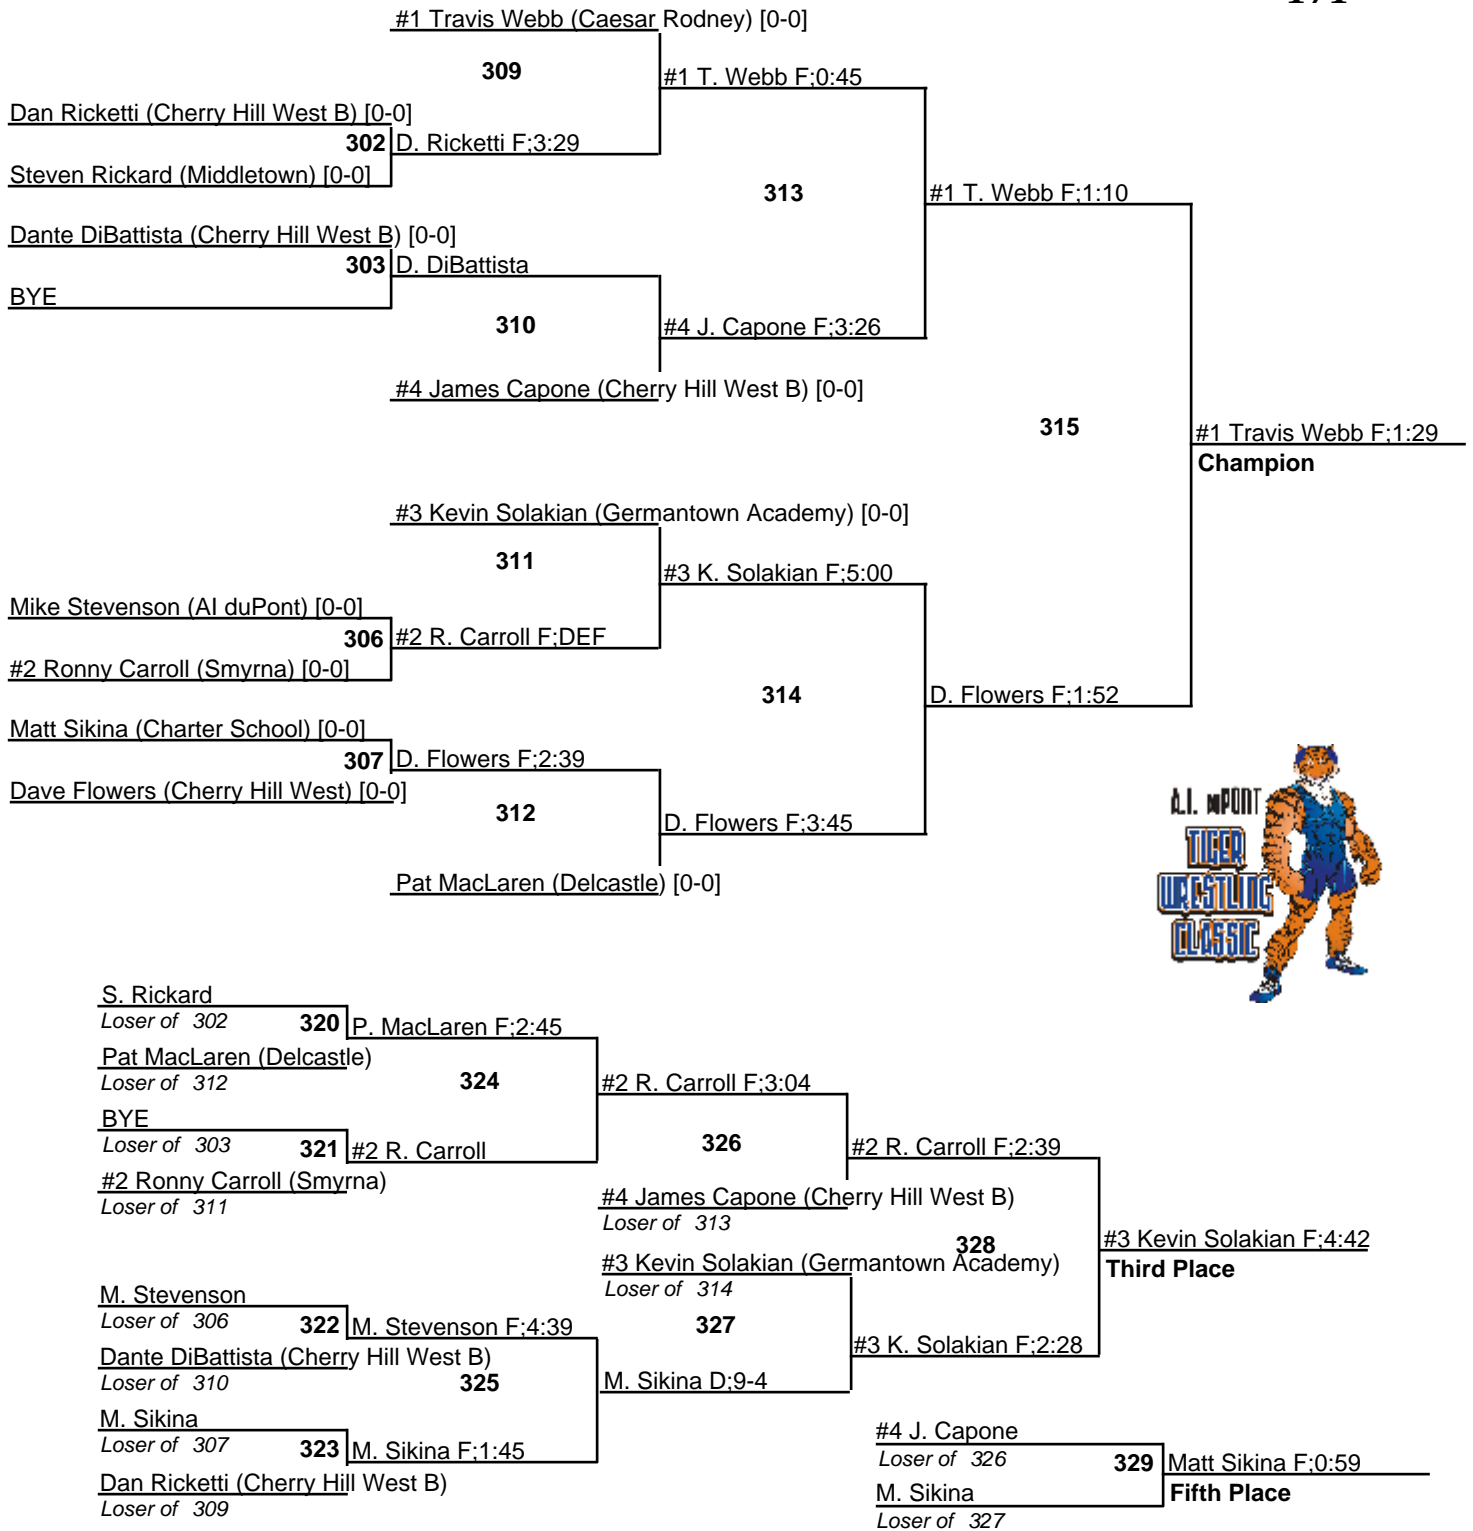 #1 Travis Webb (Caesar Rodney) [0-0]
309
#1 T. Webb F;0:45
Dan Ricketti (Cherry Hill West B) [0-0]
302 D. Ricketti F;3:29
Steven Rickard (Middletown) [0-0]
313
#1 T. Webb F;1:10
Dante DiBattista (Cherry Hill West B) [0-0]
303 D. DiBattista
BYE
310
#4 J. Capone F;3:26
#4 James Capone (Cherry Hill West B) [0-0]
315
#1 Travis Webb F;1:29
Champion
#3 Kevin Solakian (Germantown Academy) [0-0]
311
#3 K. Solakian F;5:00
Mike Stevenson (AI duPont) [0-0]
306 #2 R. Carroll F;DEF
#2 Ronny Carroll (Smyrna) [0-0]
314
D. Flowers F;1:52
Matt Sikina (Charter School) [0-0]
307 D. Flowers F;2:39
Dave Flowers (Cherry Hill West) [0-0]
312
D. Flowers F;3:45
Pat MacLaren (Delcastle) [0-0]
A.I. duPONT
TIGER
WRESTLING
CLASSIC
S. Rickard
Loser of 302
320 P. MacLaren F;2:45
Pat MacLaren (Delcastle)
Loser of 312
324
#2 R. Carroll F;3:04
BYE
Loser of 303
321 #2 R. Carroll
#2 Ronny Carroll (Smyrna)
Loser of 311
326
#2 R. Carroll F;2:39
#4 James Capone (Cherry Hill West B)
Loser of 313
328
#3 Kevin Solakian F;4:42
Third Place
#3 Kevin Solakian (Germantown Academy)
Loser of 314
M. Stevenson
Loser of 306
322 M. Stevenson F;4:39
327
#3 K. Solakian F;2:28
Dante DiBattista (Cherry Hill West B)
Loser of 310
325
M. Sikina D;9-4
M. Sikina
Loser of 307
323 M. Sikina F;1:45
Dan Ricketti (Cherry Hill West B)
Loser of 309
#4 J. Capone
Loser of 326
329 Matt Sikina F;0:59
Fifth Place
M. Sikina
Loser of 327